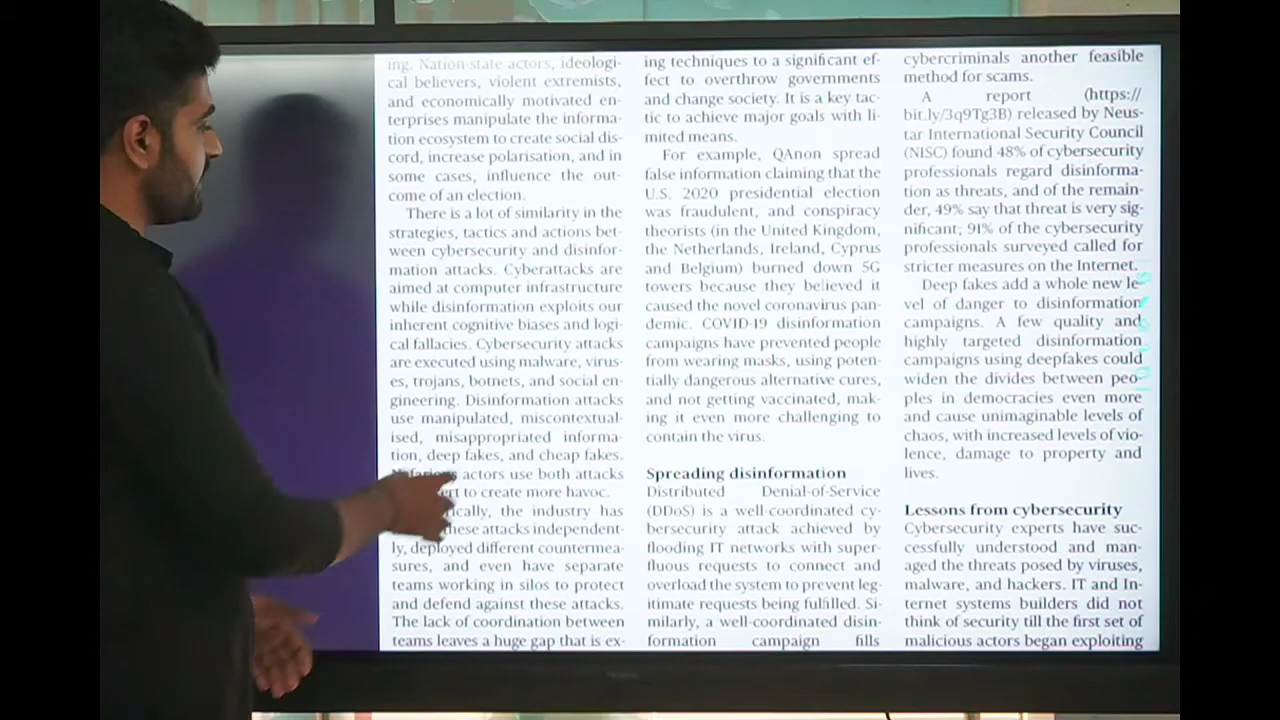 ing. Nation-state actors, ideologi-
cal believers, violent extremists,
and economically motivated en-
terprises manipulate the informa-
tion ecosystem to create social dis-
cord, increase polarisation, and in
some cases, influence the out-
come of an election.
There is a lot of similarity in the
strategies, tactics and actions bet-
ween cybersecurity and disinfor-
mation attacks. Cyberattacks are
aimed at computer infrastructure
while disinformation exploits our
inherent cognitive biases and logi-
cal fallacies. Cybersecurity attacks
are executed using malware, virus-
es, trojans, botnets, and social en-
gineering. Disinformation attacks
use manipulated, miscontextual-
ised, misappropriated informa-
tion, deep fakes, and cheap fakes.
Nefarious actors use both attacks
to create more havoc.
the industry has
these attacks independent-
ly, deployed different countermea-
sures, and even have separate
teams working in silos to protect
and defend against these attacks.
The lack of coordination between
teams leaves a huge gap that is ex-
ing techniques to a significant ef-
fect to overthrow governments
and change society. It is a key tac-
tic to achieve major goals with li-
mited means.
For example, QAnon spread
false information claiming that the
U.S. 2020 presidential election
was fraudulent, and conspiracy
theorists (in the United Kingdom,
the Netherlands, Ireland, Cyprus
and Belgium) burned down 5G
towers because they believed it
caused the novel coronavirus pan-
demic. COVID-19 disinformation
campaigns have prevented people
from wearing masks, using poten-
tially dangerous alternative cures,
and not getting vaccinated, mak-
ing it even more challenging to
contain the virus.
Spreading disinformation
Distributed Denial-of-Service
(DDoS) is a well-coordinated cy-
bersecurity attack achieved by
flooding IT networks with super-
fluous requests to connect and
overload the system to prevent leg-
itimate requests being fulfilled. Si-
milarly, a well-coordinated disin-
formation campaign fills
cybercriminals another feasible
method for scams.
A report (https://
bit.ly/3q9Tg3B) released by Neus-
tar International Security Council
(NISC) found 48% of cybersecurity
professionals regard disinforma-
tion as threats, and of the remain-
der, 49% say that threat is very sig-
nificant; 91% of the cybersecurity
professionals surveyed called for
stricter measures on the Internet.
Deep fakes add a whole new le-
vel of danger to disinformation
campaigns. A few quality and
highly targeted disinformation
campaigns using deepfakes could
widen the divides between peo-
ples in democracies even more
and cause unimaginable levels of
chaos, with increased levels of vio-
lence, damage to property and
lives.
Lessons from cybersecurity
Cybersecurity experts have suc-
cessfully understood and man-
aged the threats posed by viruses,
malware, and hackers. IT and In-
ternet systems builders did not
think of security till the first set of
malicious actors began exploiting